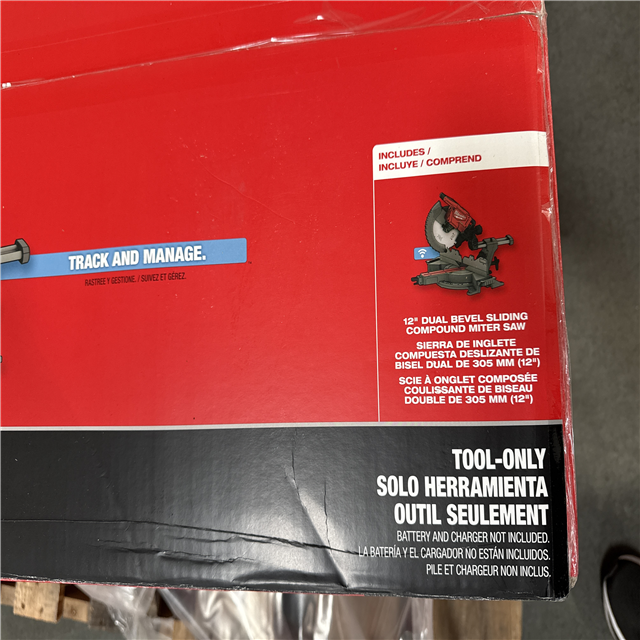 INCLUDES /
INCLUYE / COMPREND
TRACK AND MANAGE.
RASTREE Y GESTIONE. / SUIVEZ ET GÉREZ.
12" DUAL BEVEL SLIDING
COMPOUND MITER SAW
SIERRA DE INGLETE
COMPUESTA DESLIZANTE DE
BISEL DUAL DE 305 MM (12")
SCIE À ONGLET COMPOSÉE
COULISSANTE DE BISEAU
DOUBLE DE 305 MM (12")
TOOL-ONLY
SOLO HERRAMIENTA
OUTIL SEULEMENT
BATTERY AND CHARGER NOT INCLUDED.
LA BATERÍA Y EL CARGADOR NO ESTÁN INCLUIDOS.
PILE ET CHARGEUR NON INCLUS.